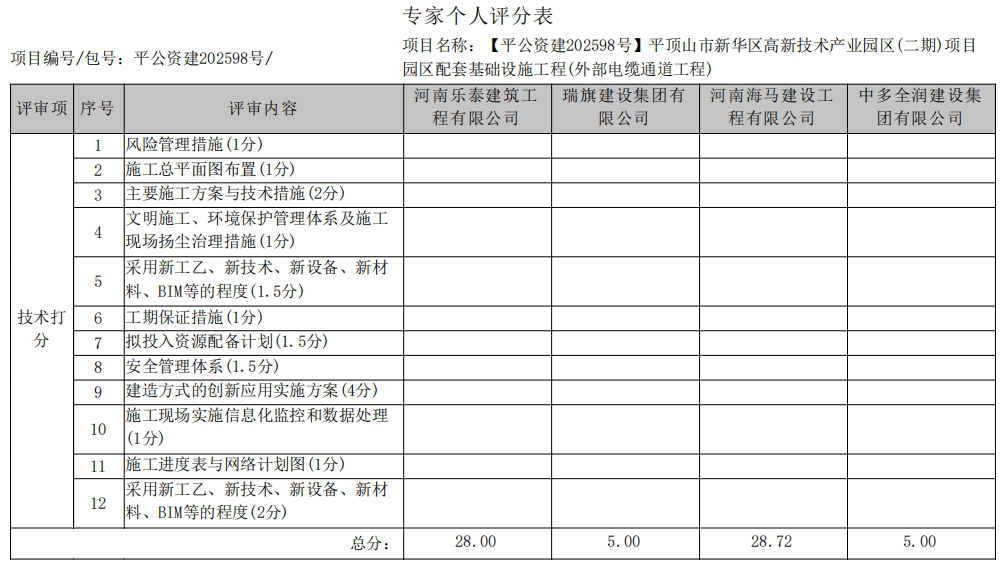 专家个人评分表
项目编号/包号：平公资建202598号/
项目名称：【平公资建202598号】平顶山市新华区高新技术产业园区(二期)项目
园区配套基础设施工程(外部电缆通道工程)
评审项 序号 评审内容 河南乐泰建筑工 瑞旗建设集团有 河南海马建设工 中多全润建设集
程有限公司 限公司 程有限公司 团有限公司
1 风险管理措施(1分)
2 施工总平面图布置(1分)
3 主要施工方案与技术措施(2分)
4 文明施工、环境保护管理体系及施工
现场扬尘治理措施(1分)
5 采用新工乙、新技术、新设备、新材
料、BIM等的程度(1.5分)
技术打
分
6 工期保证措施(1分)
7 拟投入资源配备计划(1.5分)
8 安全管理体系(1.5分)
9 建造方式的创新应用实施方案(4分)
10 施工现场实施信息化监控和数据处理
(1分)
11 施工进度表与网络计划图(1分)
12 采用新工乙、新技术、新设备、新材
料、BIM等的程度(2分)
总分： 28.00 5.00 28.72 5.00